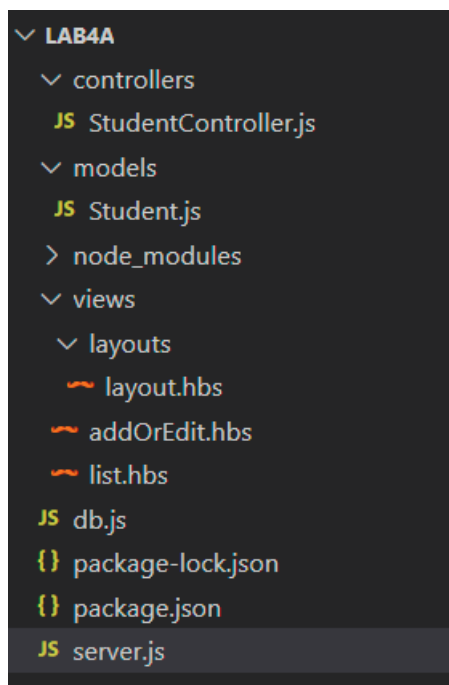 LAB4A
controllers
JS StudentController.js
models
JS Student.js
node_modules
views
layouts
layout.hbs
addOrEdit.hbs
list.hbs
JS db.js
{} package-lock.json
{} package.json
JS server.js